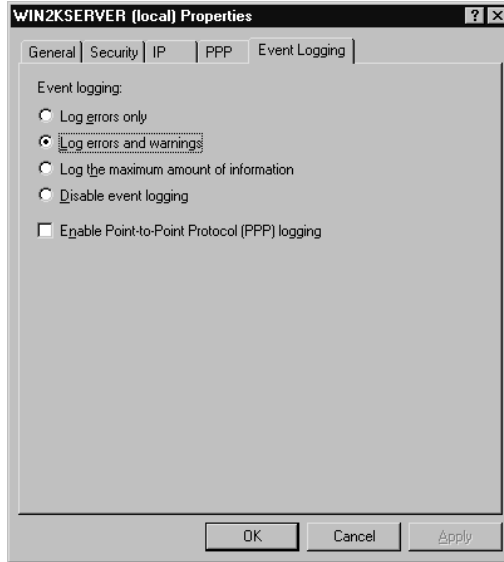 WIN2KSERVER (local) Properties
General Security IP PPP Event Logging
Event logging:
Log errors only
Log errors and warnings
Log the maximum amount of information
Disable event logging
Enable Point-to-Point Protocol (PPP) logging
OK Cancel Apply